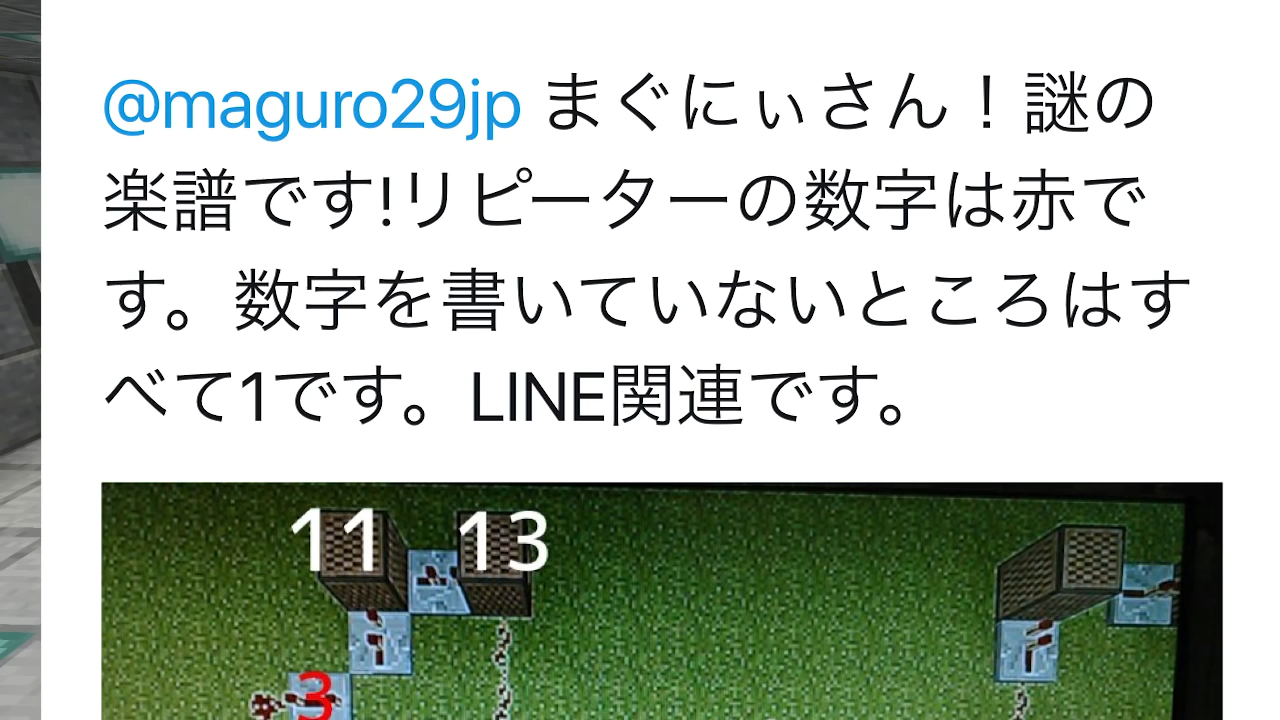 @maguro29jp まぐにぃさん！謎の
楽譜です!リピーターの数字は赤で
す。数字を書いていないところはす
べて1です。LINE関連です。
11 13
3